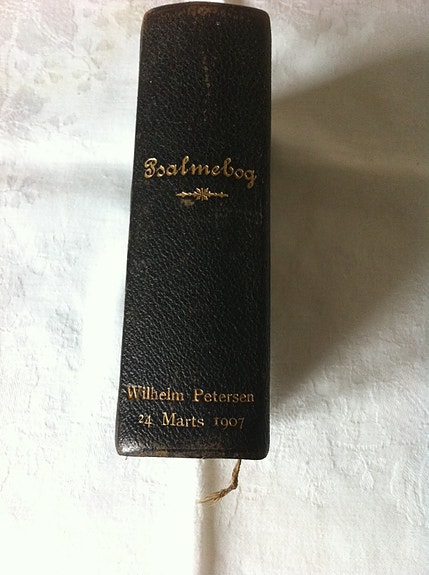 Psalmebog
Wilhelm Petersen
24 Marts 1907